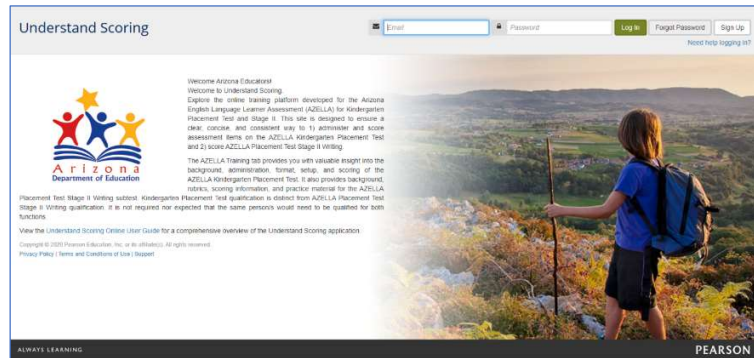 Understand Scoring
Email
Password
Log In
Forgot Password
Sign Up
Need help logging in?
Arizona
Department of Education
Welcome Arizona Educators!
Welcome to Understand Scoring.
Explore the online training platform developed for the Arizona
English Language Learner Assessment (AZELLA) for Kindergarten
Placement Test and Stage II. This site is designed to ensure a
clear, concise, and consistent way to 1) administer and score
assessment items on the AZELLA Kindergarten Placement Test
and 2) score AZELLA Placement Test Stage II Writing.
The AZELLA Training tab provides you with valuable insight into the
background, administration, format, setup, and scoring of the
AZELLA Kindergarten Placement Test. It also provides background,
rubrics, scoring information, and practice material for the AZELLA
Placement Test Stage II Writing subtest. Kindergarten Placement Test qualification is distinct from AZELLA Placement Test
Stage II Writing qualification. It is not required nor expected that the same person/s would need to be qualified for both
functions.
View the Understand Scoring Online User Guide for a comprehensive overview of the Understand Scoring application.
Copyright © 2020 Pearson Education, Inc. or its affiliate(s). All rights reserved.
Privacy Policy | Terms and Conditions of Use | Support
ALWAYS LEARNING
PEARSON